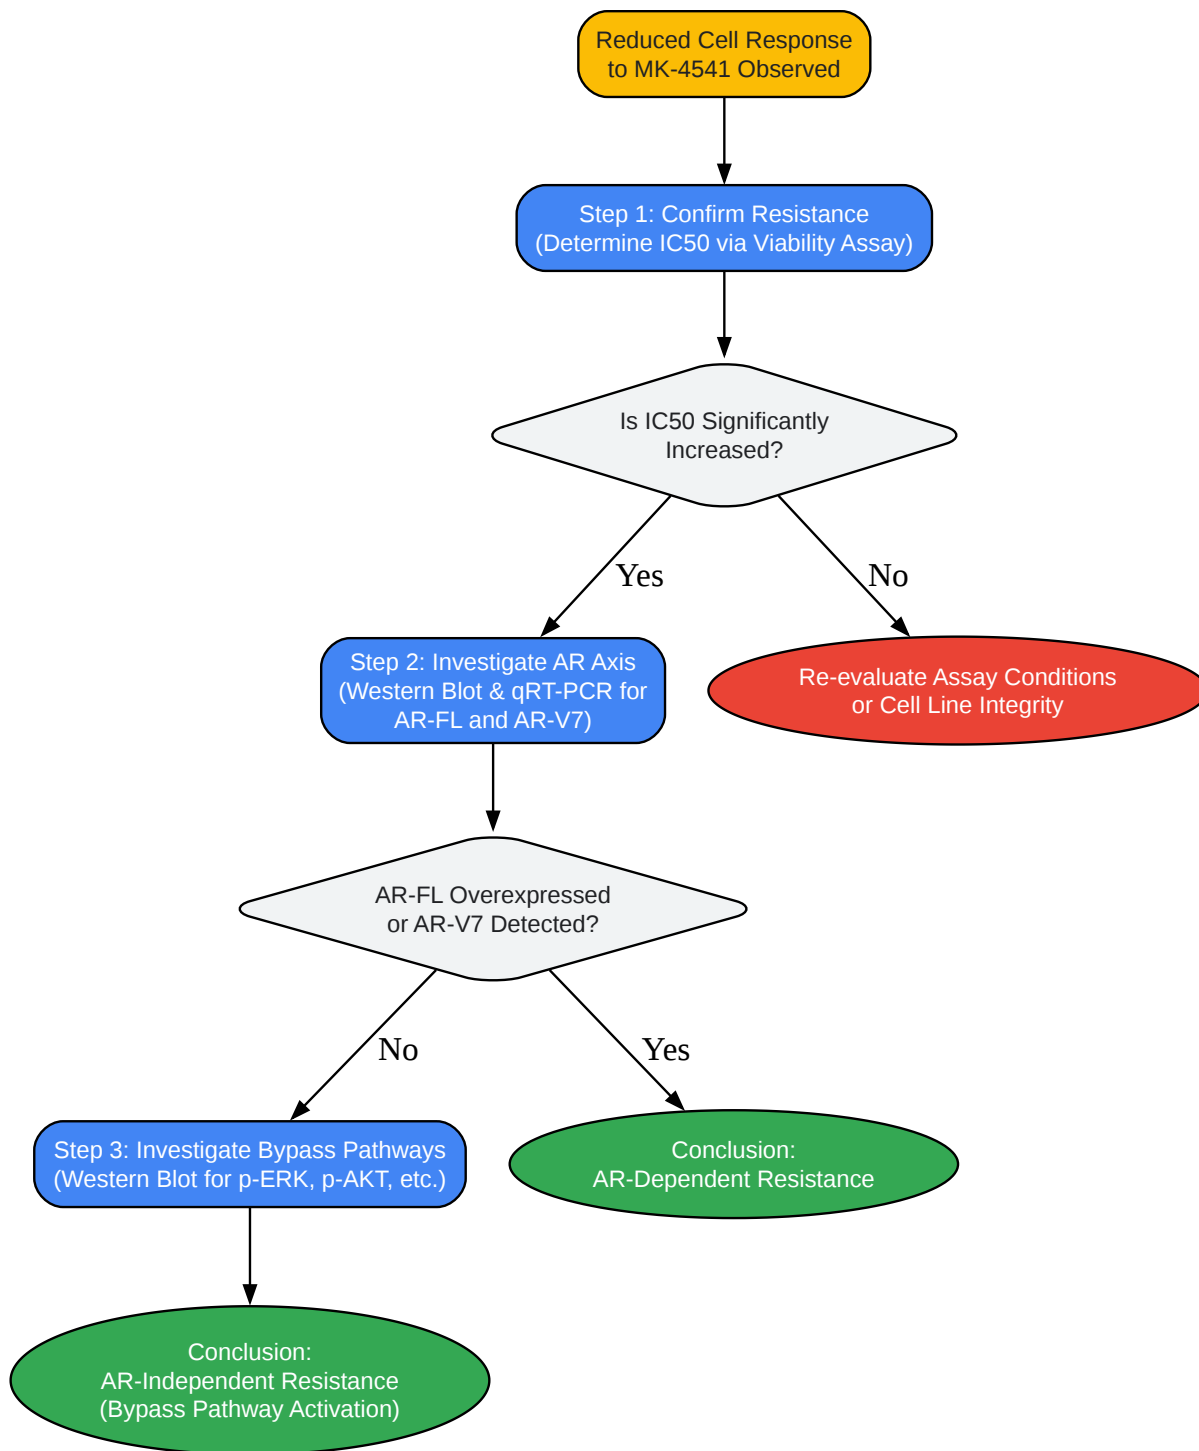 Reduced Cell Response
to MK-4541 Observed
Step 1: Confirm Resistance
(Determine IC50 via Viability Assay)
Is IC50 Significantly
Increased?
Yes
No
Step 2: Investigate AR Axis
(Western Blot & qRT-PCR for
AR-FL and AR-V7)
Re-evaluate Assay Conditions
or Cell Line Integrity
AR-FL Overexpressed
or AR-V7 Detected?
No
Yes
Step 3: Investigate Bypass Pathways
(Western Blot for p-ERK, p-AKT, etc.)
Conclusion:
AR-Dependent Resistance
Conclusion:
AR-Independent Resistance
(Bypass Pathway Activation)